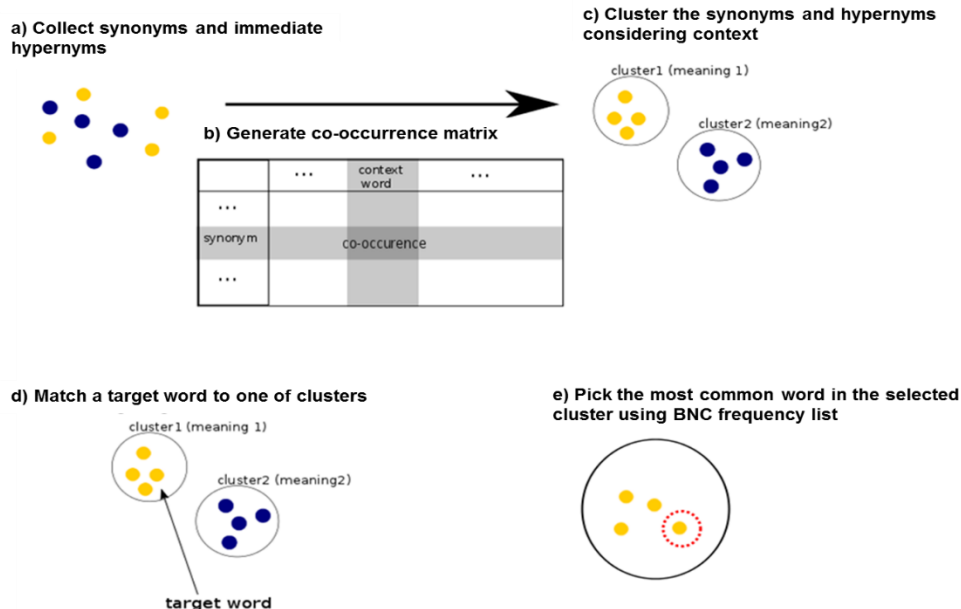 a) Collect synonyms and immediate
hypernyms
c) Cluster the synonyms and hypernyms
considering context
cluster1 (meaning 1)
cluster2 (meaning2)
b) Generate co-occurrence matrix
... context
word ...
...
synonym co-occurence
...
d) Match a target word to one of clusters
cluster1 (meaning 1)
cluster2 (meaning2)
target word
e) Pick the most common word in the selected
cluster using BNC frequency list